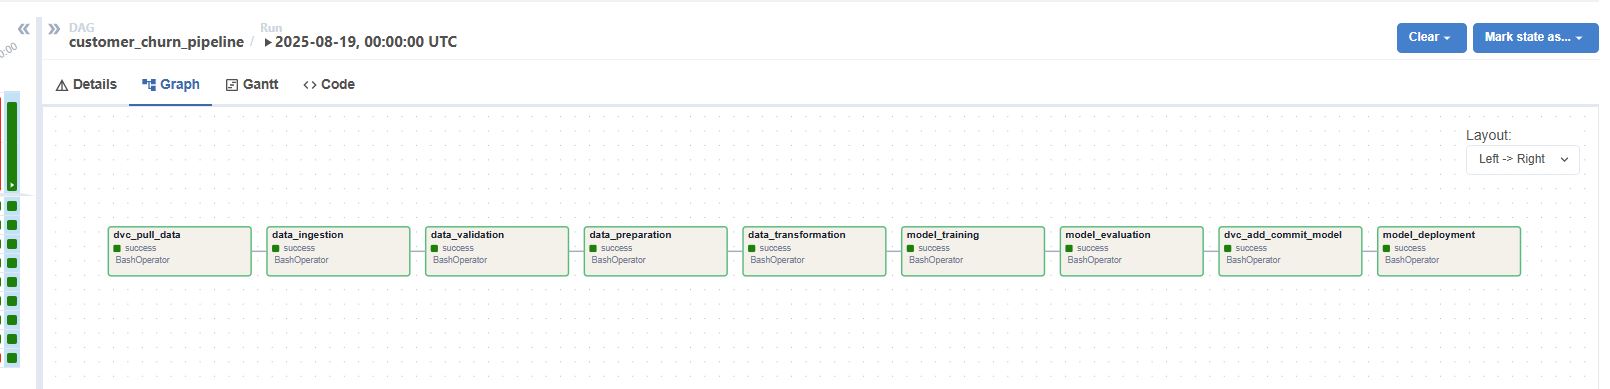 DAG
customer_churn_pipeline / Run 2025-08-19, 00:00:00 UTC
Clear
Mark state as...
Details
Graph
Gantt
Code
Layout:
Left -> Right
dvc_pull_data
success
BashOperator
data_ingestion
success
BashOperator
data_validation
success
BashOperator
data_preparation
success
BashOperator
data_transformation
success
BashOperator
model_training
success
BashOperator
model_evaluation
success
BashOperator
dvc_add_commit_model
success
BashOperator
model_deployment
success
BashOperator